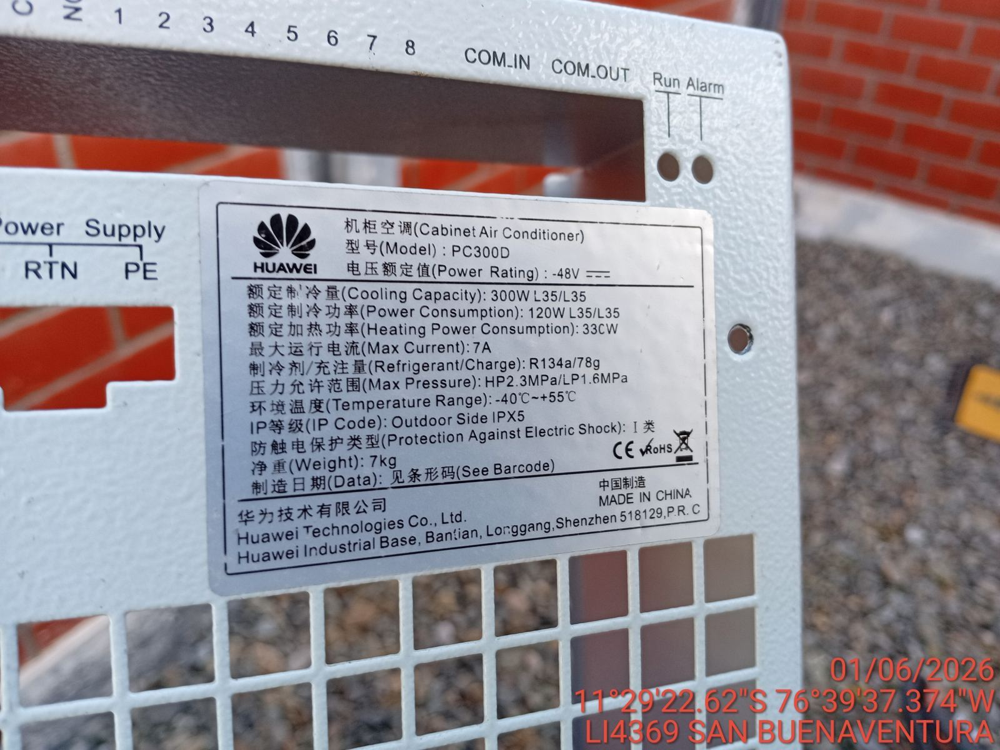 1 2 3 4 5 6 7 8 COM_IN COM_OUT Run Alarm
Supply
RTN PE
HUAWEI
机柜空调(Cabinet Air Conditioner)
型号(Model) : PC300D
电压额定值(Power Rating) : -48V
额定制冷量(Cooling Capacity): 300W L35/L35
额定制冷功率(Power Consumption): 120W L35/L35
额定加热功率(Heating Power Consumption): 330W
最大运行电流(Max Current): 7A
制冷剂/充注量(Refrigerant/Charge): R134a/78g
压力允许范围(Max Pressure): HP2.3MPa/LP1.6MPa
环境温度(Temperature Range): -40℃~+55℃
IP等级(IP Code): Outdoor Side IPX5
防触电保护类型(Protection Against Electric Shock): I 类
净重(Weight): 7kg
CE RoHS
制造日期(Data): 见条形码(See Barcode)
华为技术有限公司
Huawei Technologies Co., Ltd.
中国制造
MADE IN CHINA
Huawei Industrial Base, Bantian, Longgang,Shenzhen 518129,P.R.C
01/06/2026
11°29'22.62"S 76°39'37.374"W
LI4369 SAN BUENAVENTURA